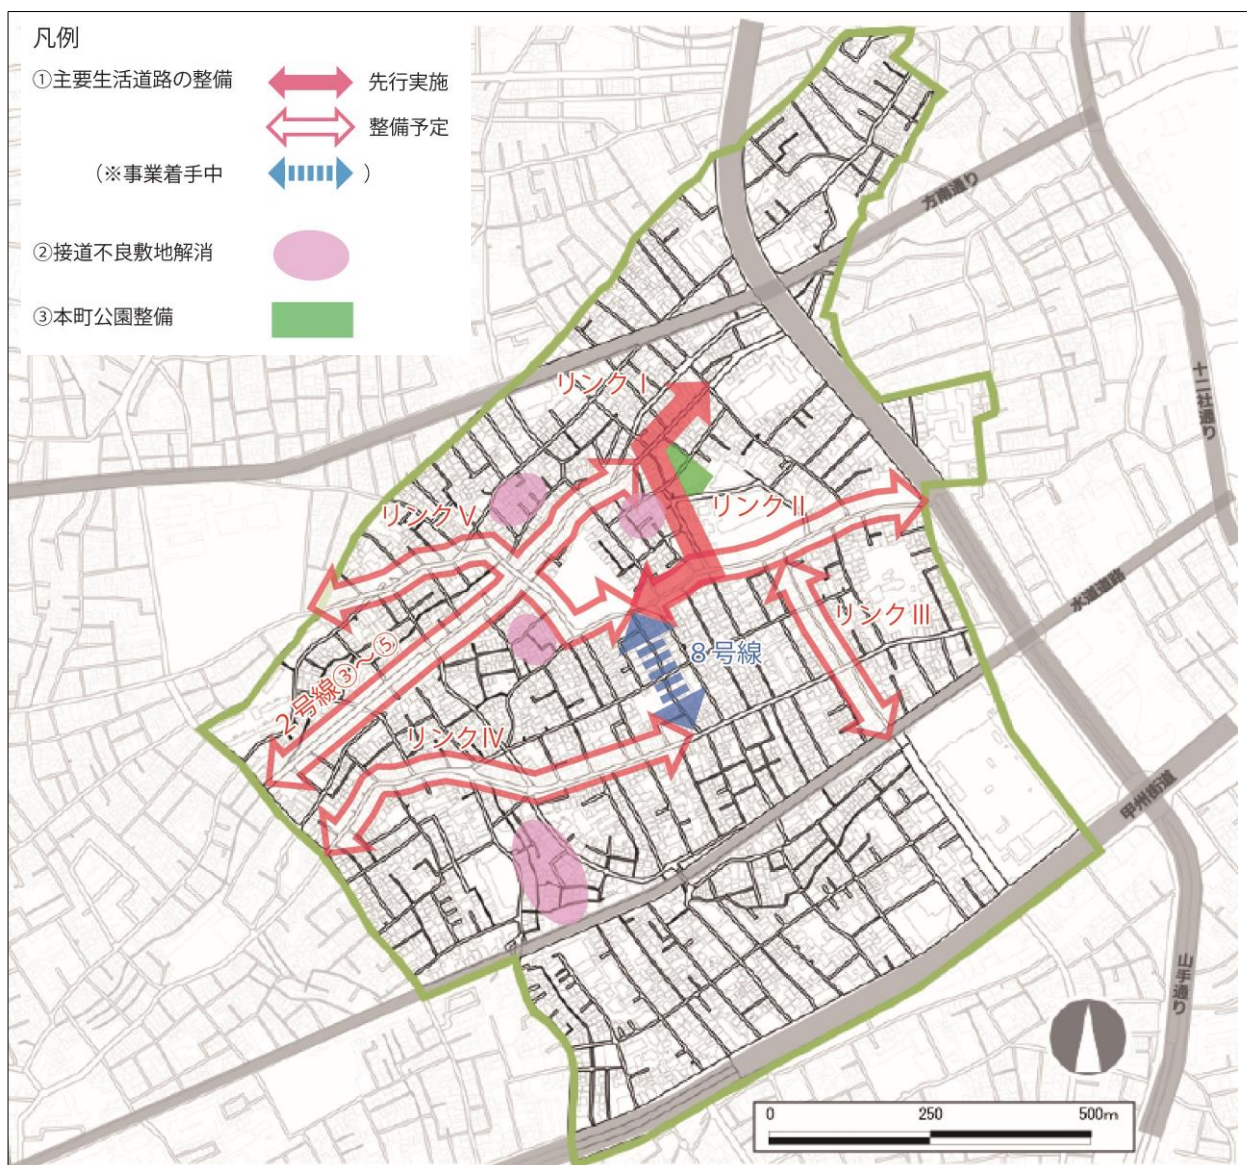 凡例
①主要生活道路の整備
先行実施
整備予定
(※事業着手中
)
②接道不良敷地解消
③本町公園整備
方南通り
十二社通り
リンクⅠ
リンクⅤ
リンクⅡ
水道道路
リンクⅢ
8号線
2号線③~⑤
リンクⅣ
甲州街道
山手通り
0
250
500m